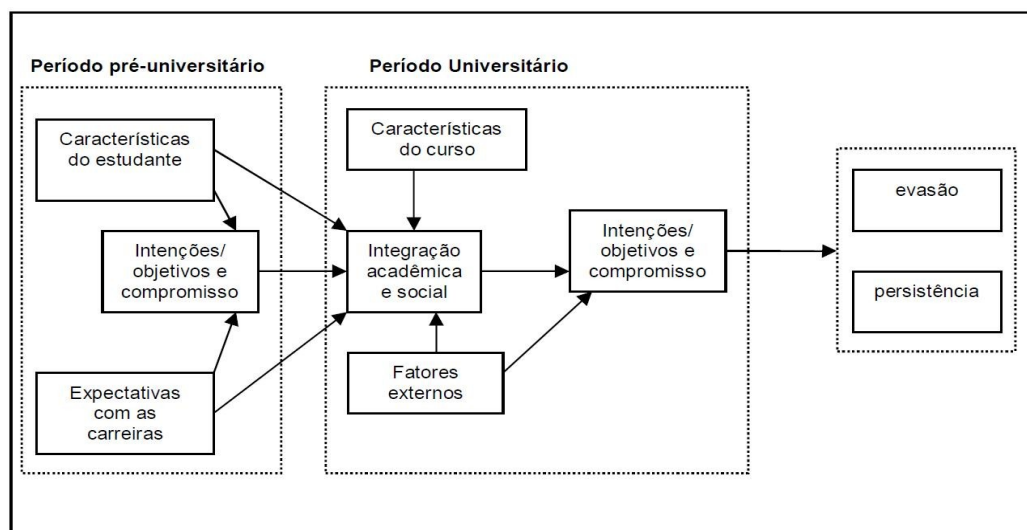 Período pré-universitário
Período Universitário
Características
do estudante
Intenções/
objetivos e
compromisso
Expectativas
com as
carreiras
Características
do curso
Integração
acadêmica
e social
Fatores
externos
Intenções/
objetivos e
compromisso
evasão
persistência